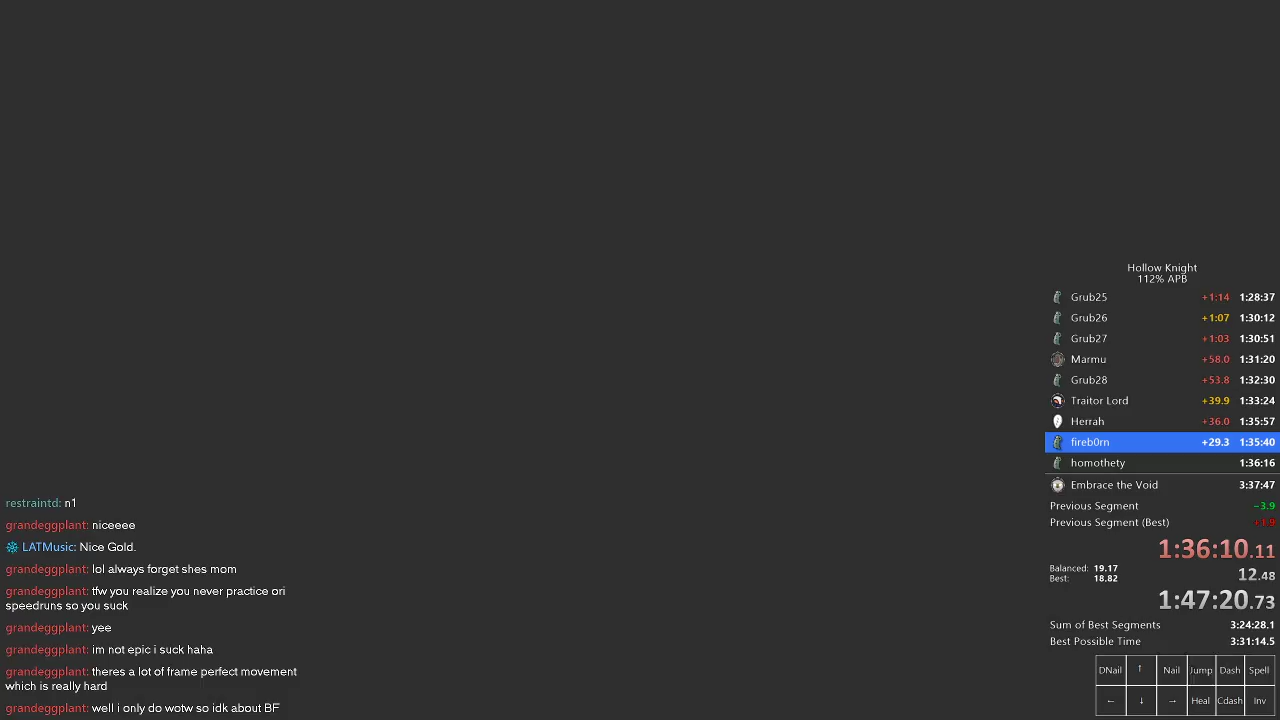 restraintd: n1
grandeggplant: niceeee
LATMusic: Nice Gold.
grandeggplant: lol always forget shes mom
grandeggplant: tfw you realize you never practice ori
speedruns so you suck
grandeggplant: yee
grandeggplant: im not epic i suck haha
grandeggplant: theres a lot of frame perfect movement
which is really hard
grandeggplant: well i only do wotw so idk about BF
Hollow Knight
112% APB
Grub25 +1:14 1:28:37
Grub26 +1:07 1:30:12
Grub27 +1:03 1:30:51
Marmu +58.0 1:31:20
Grub28 +53.8 1:32:30
Traitor Lord +39.9 1:33:24
Herrah +36.0 1:35:57
fireb0rn +29.3 1:35:40
homothety 1:36:16
Embrace the Void 3:37:47
Previous Segment −3.9
Previous Segment (Best) +1.9
1:36:10.11
Balanced: 19.17 12.48
Best: 18.82
1:47:20.73
Sum of Best Segments 3:24:28.1
Best Possible Time 3:31:14.5
DNail ↑ Nail Jump Dash Spell
← ↓ → Heal Cdash Inv